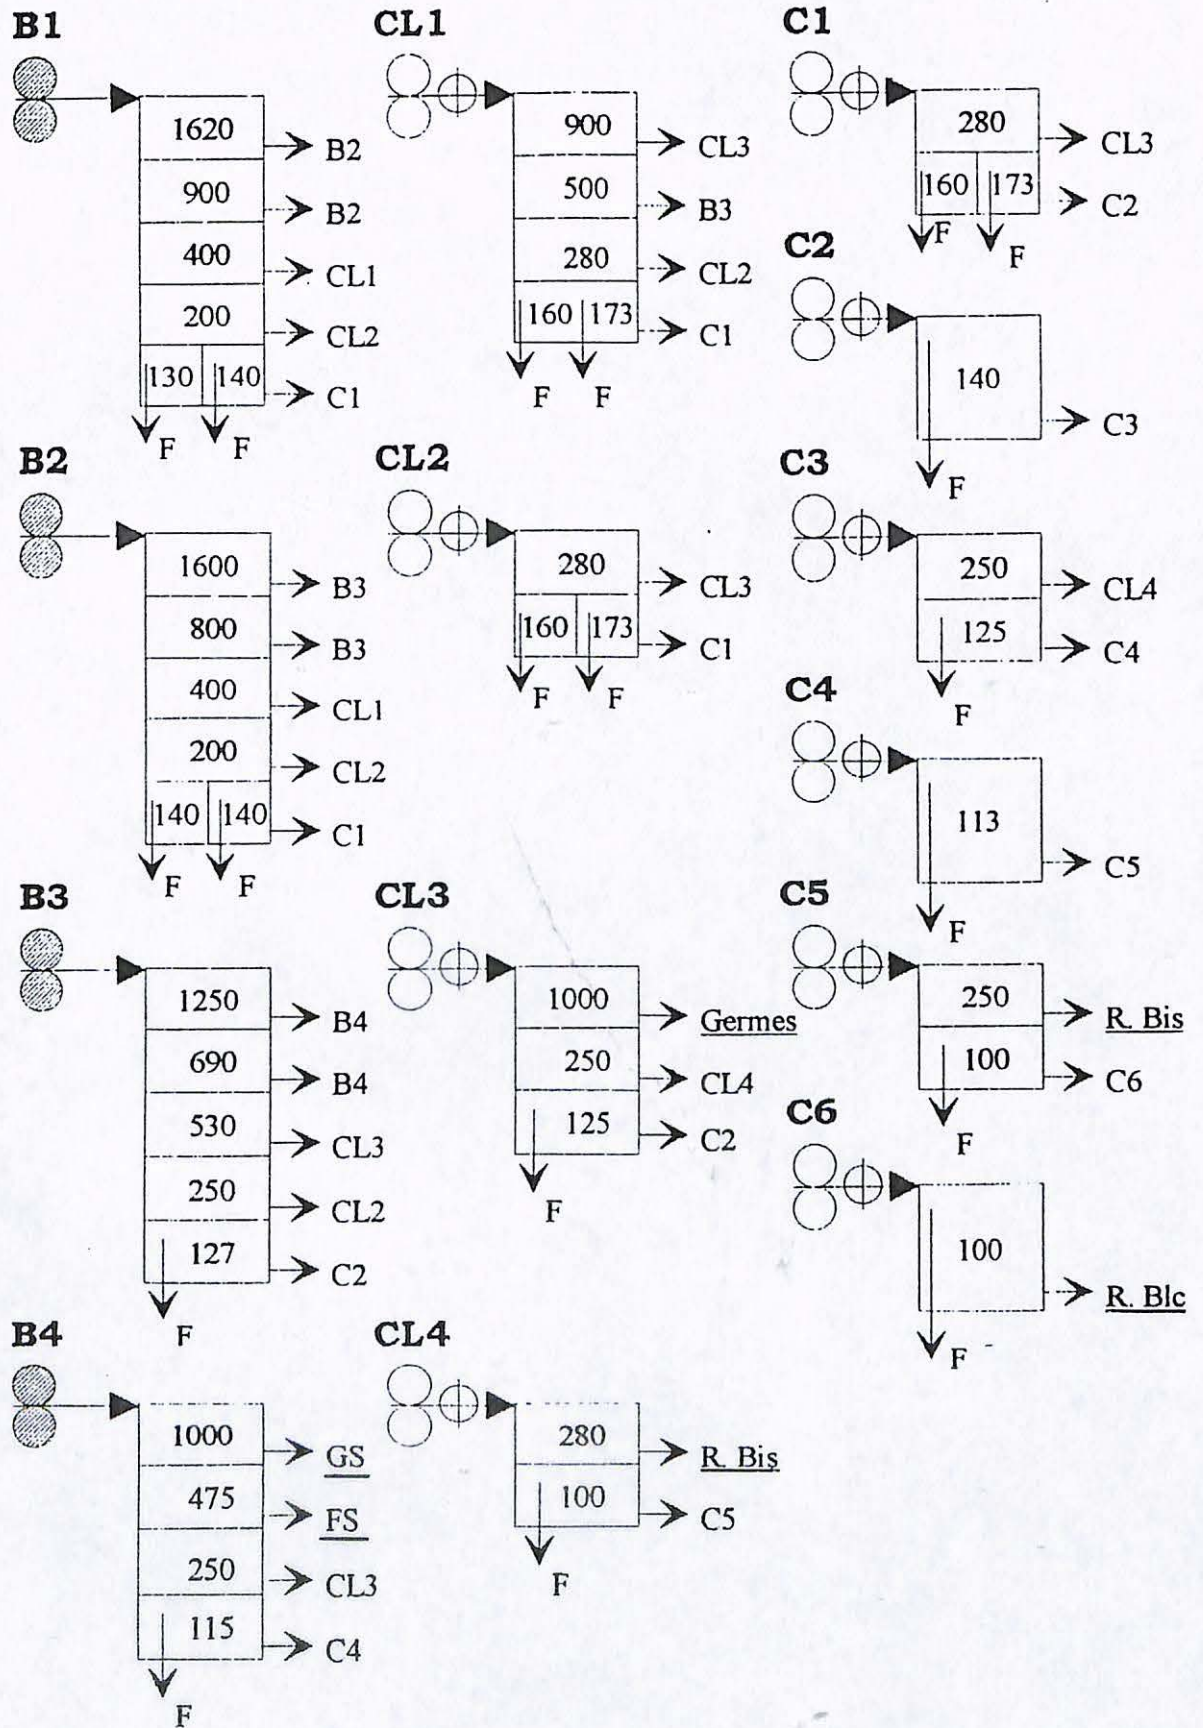 B1
1620
B2
900
B2
400
CL1
200
CL2
130 140
C1
F F
B2
1600
B3
800
B3
400
CL1
200
CL2
140 140
C1
F F
B3
1250
B4
690
B4
530
CL3
250
CL2
127
C2
F
B4
1000
GS
475
FS
250
CL3
115
C4
F
CL1
900
CL3
500
B3
280
CL2
160 173
C1
F F
CL2
280
CL3
160 173
C1
F F
CL3
1000
Germes
250
CL4
125
C2
F
CL4
280
R. Bis
100
C5
F
C1
280
CL3
160 173
C2
F F
C2
140
C3
F
C3
250
CL4
125
C4
F
C4
113
C5
F
C5
250
R. Bis
100
C6
F
C6
100
R. Blc
F